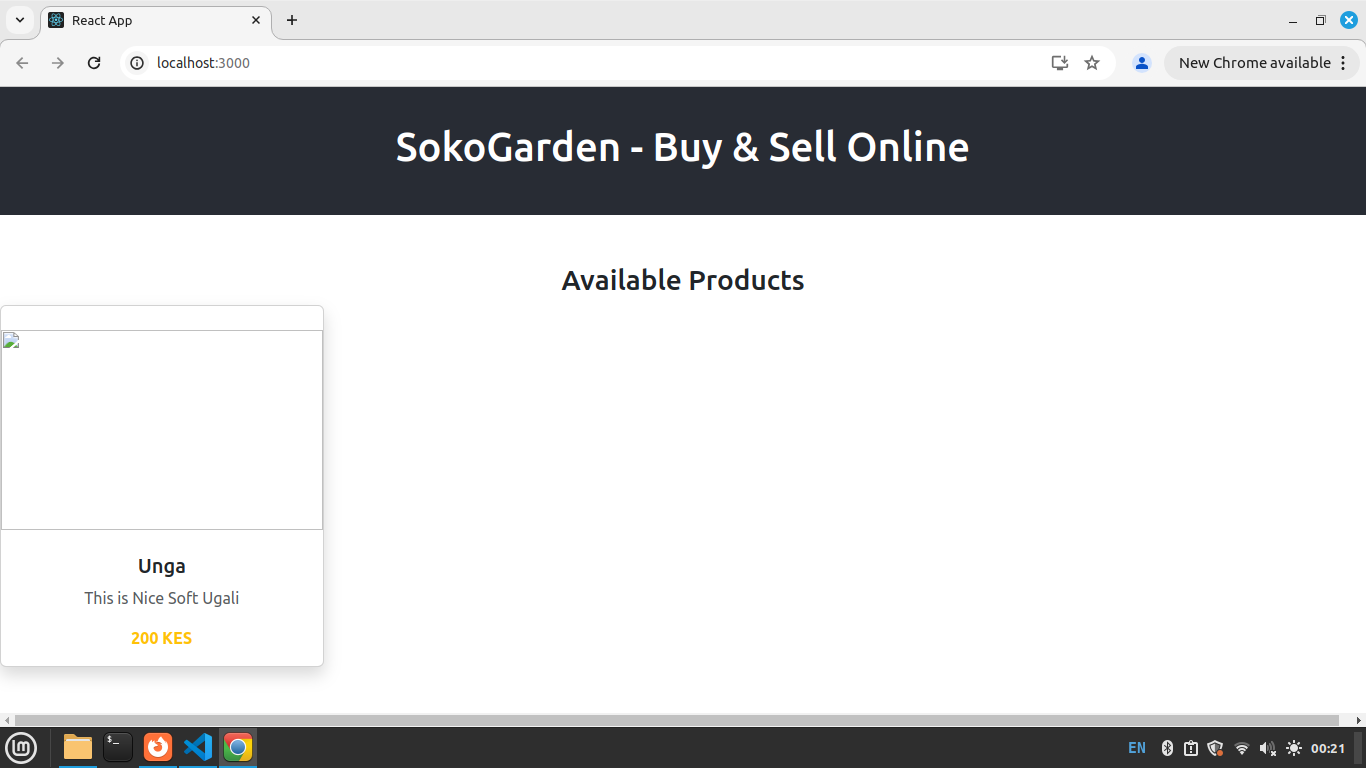 React App
localhost:3000
New Chrome available
SokoGarden - Buy & Sell Online
Available Products
Unga
This is Nice Soft Ugali
200 KES
$_
EN
00:21